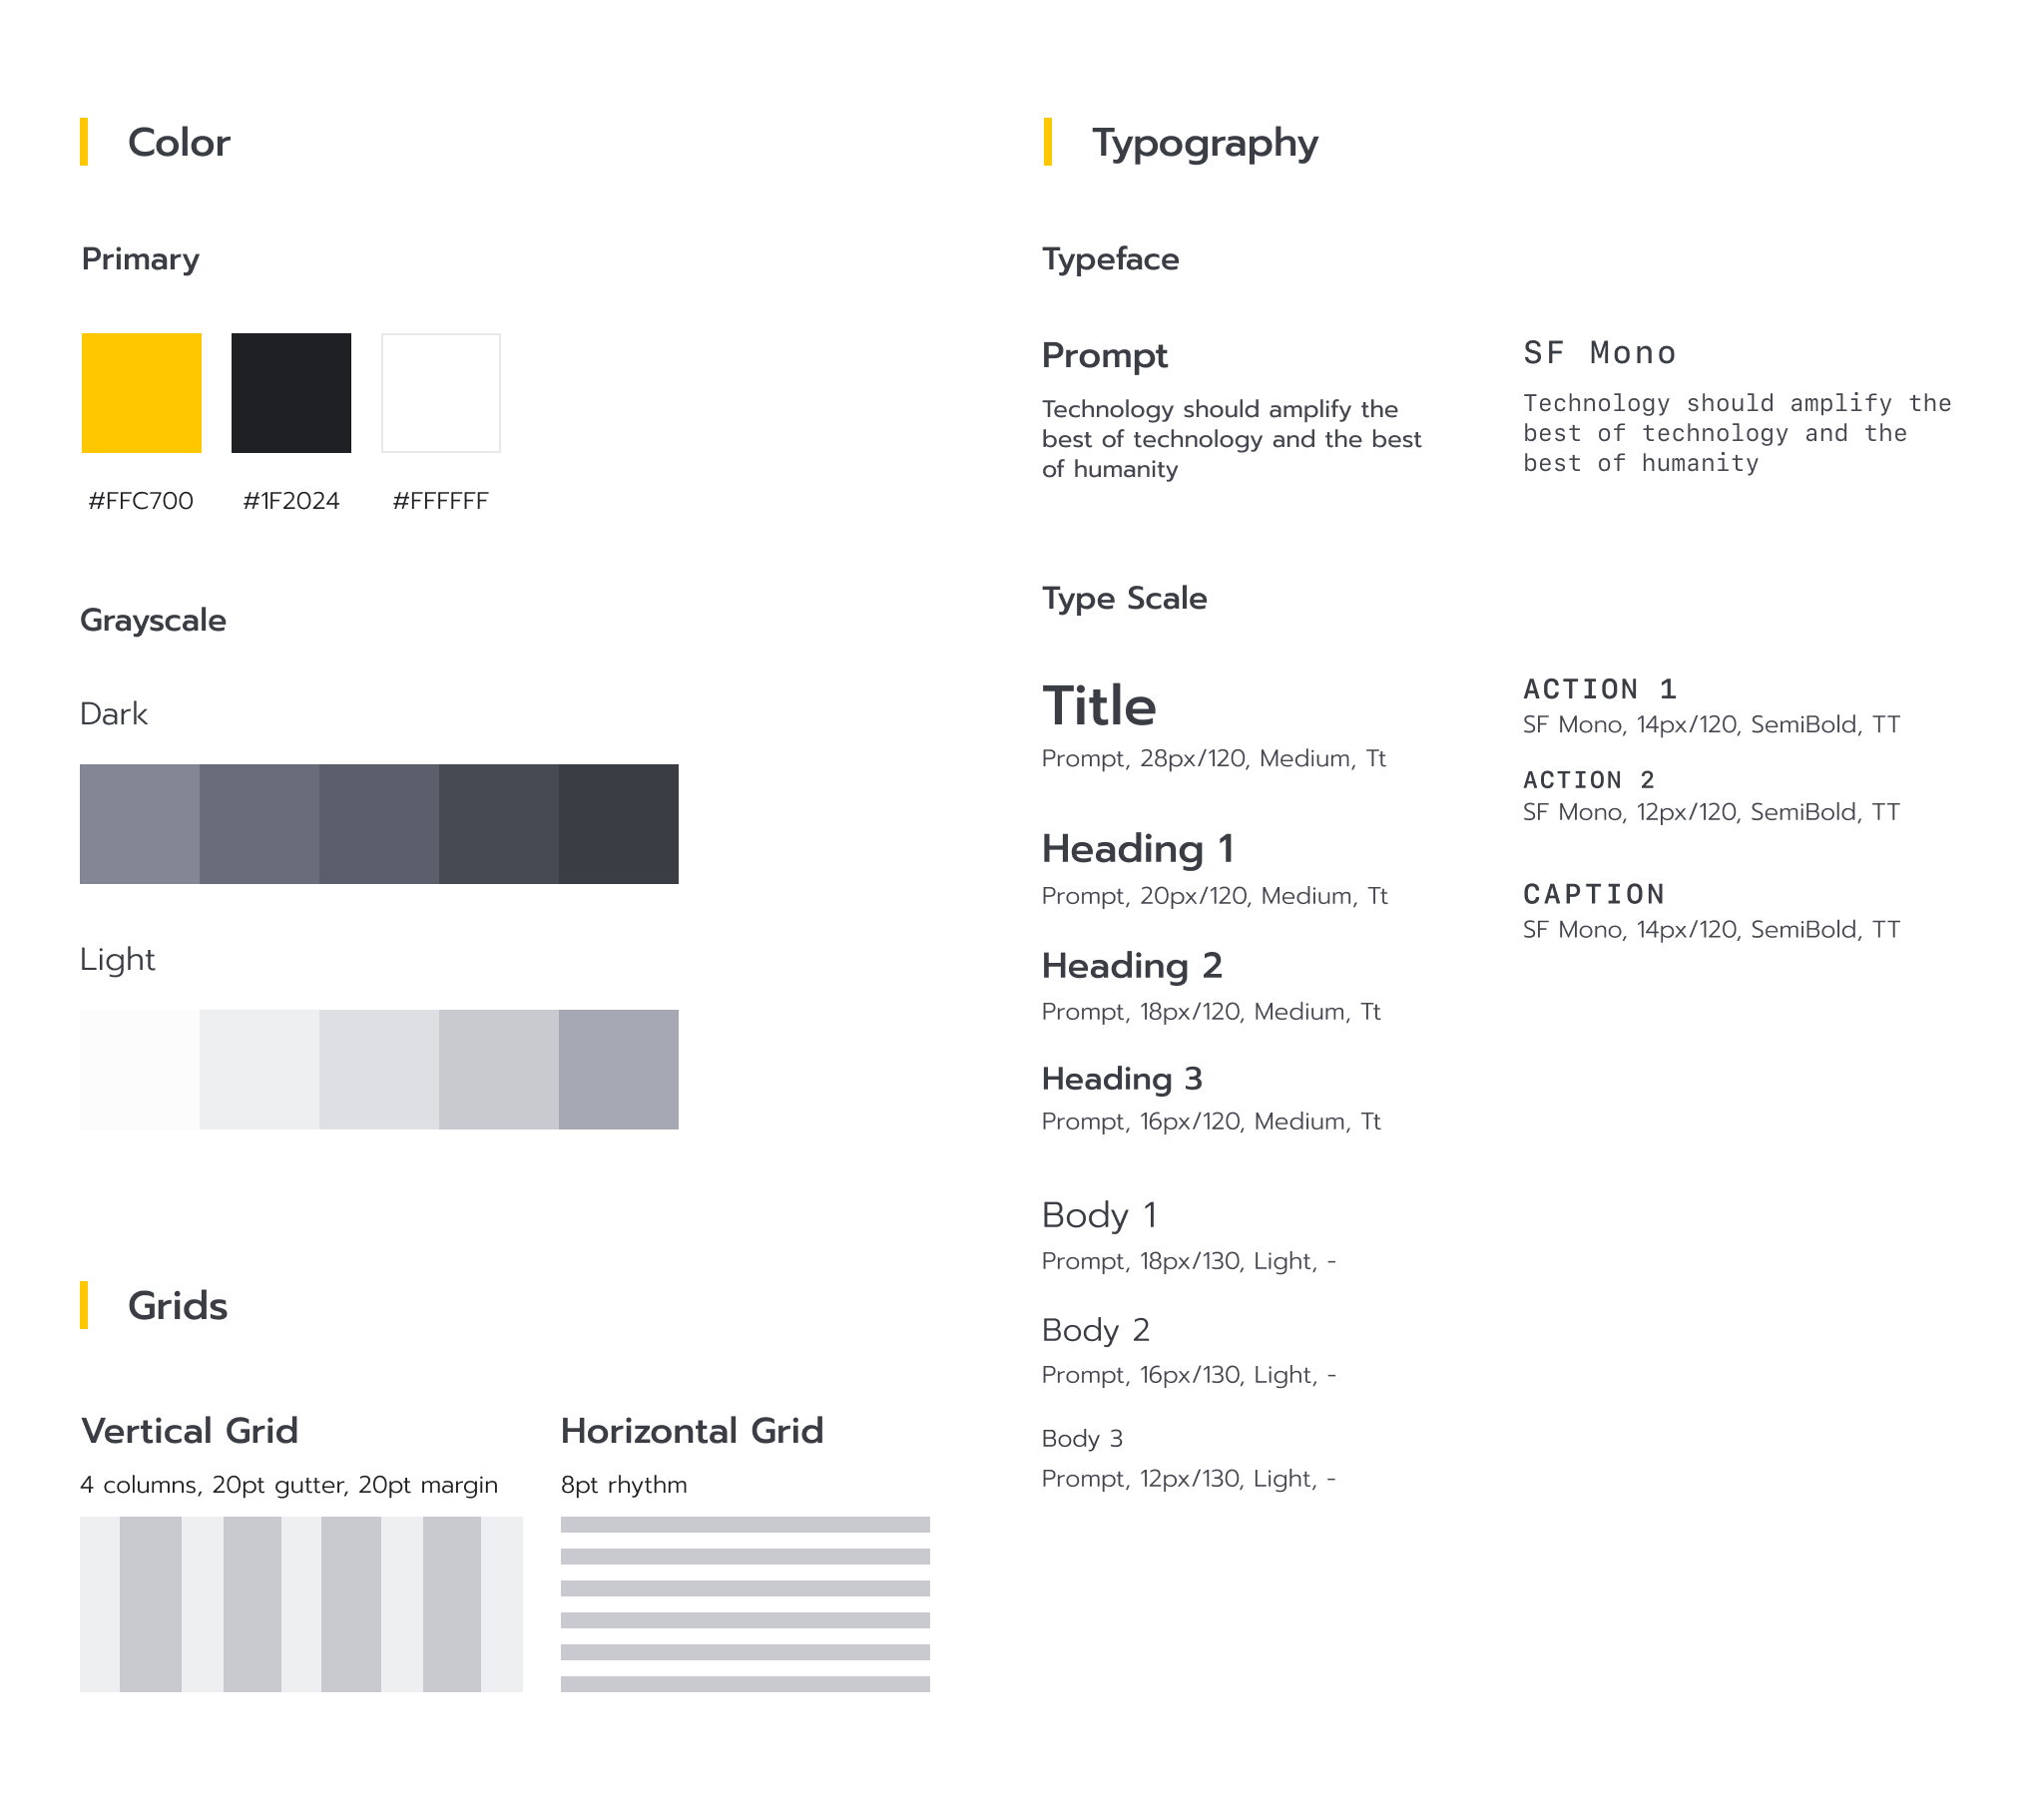 Color
Primary
#FFC700
#1F2024
#FFFFFF
Grayscale
Dark
Light
Grids
Vertical Grid
4 columns, 20pt gutter, 20pt margin
Horizontal Grid
8pt rhythm
Typography
Typeface
Prompt
Technology should amplify the
best of technology and the best
of humanity
SF Mono
Technology should amplify the
best of technology and the
best of humanity
Type Scale
Title
Prompt, 28px/120, Medium, Tt
Heading 1
Prompt, 20px/120, Medium, Tt
Heading 2
Prompt, 18px/120, Medium, Tt
Heading 3
Prompt, 16px/120, Medium, Tt
Body 1
Prompt, 18px/130, Light, -
Body 2
Prompt, 16px/130, Light, -
Body 3
Prompt, 12px/130, Light, -
ACTION 1
SF Mono, 14px/120, SemiBold, TT
ACTION 2
SF Mono, 12px/120, SemiBold, TT
CAPTION
SF Mono, 14px/120, SemiBold, TT